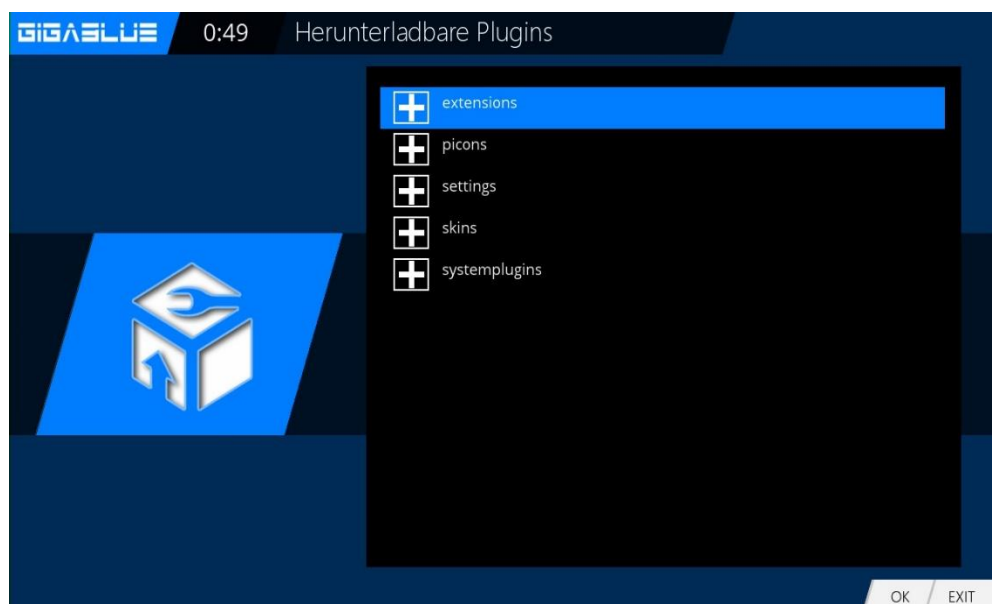 GIGABLUE 0:49 Herunterladbare Plugins
extensions
picons
settings
skins
systemplugins
OK EXIT